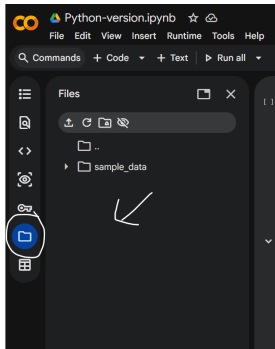 Python-version.ipynb
File Edit View Insert Runtime Tools Help
Commands + Code + Text Run all
Files
..
sample_data
[ ]